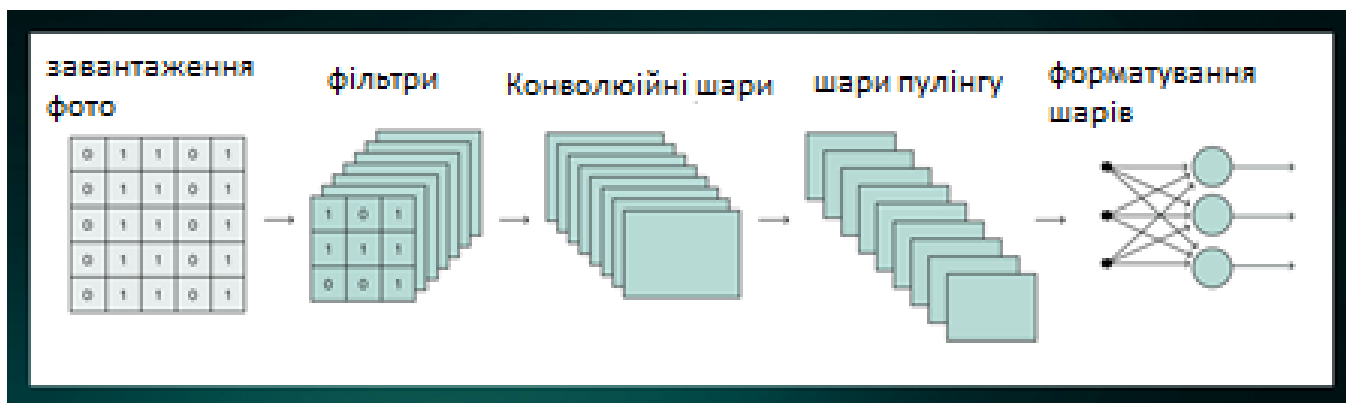 завантаження
фото
фільтри
Конволюійні шари
шари пулінгу
форматування
шарів
0 1 1 0 1
0 1 1 0 1
0 1 1 0 1
0 1 1 0 1
0 1 1 0 1
1 0 1
1 1 1
0 0 1